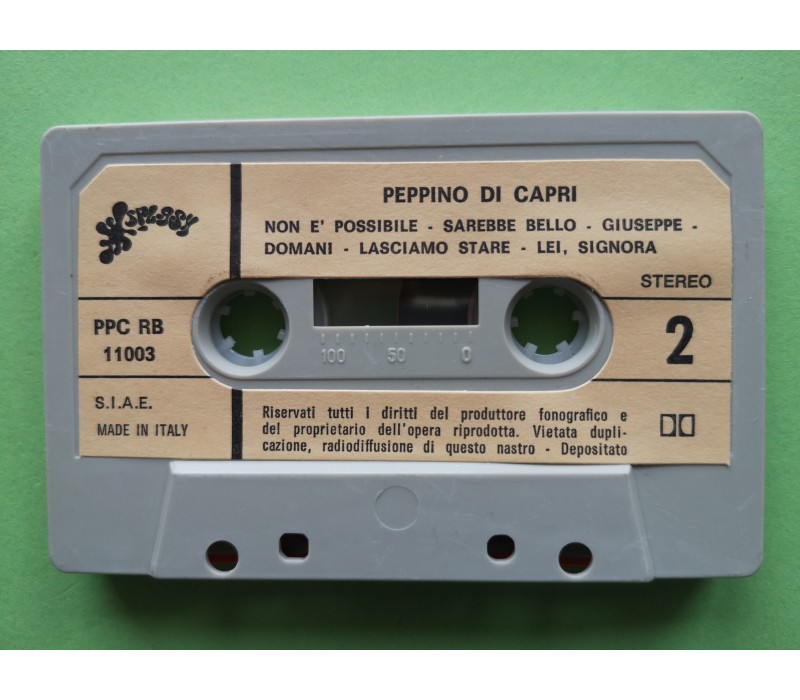 SPLASH
PEPPINO DI CAPRI
NON E' POSSIBILE - SAREBBE BELLO - GIUSEPPE -
DOMANI - LASCIAMO STARE - LEI, SIGNORA
STEREO
PPC RB
11003
2
100 50 0
S.I.A.E.
MADE IN ITALY
Riservati tutti i diritti del produttore fonografico e
del proprietario dell'opera riprodotta. Vietata dupli-
cazione, radiodiffusione di questo nastro - Depositato